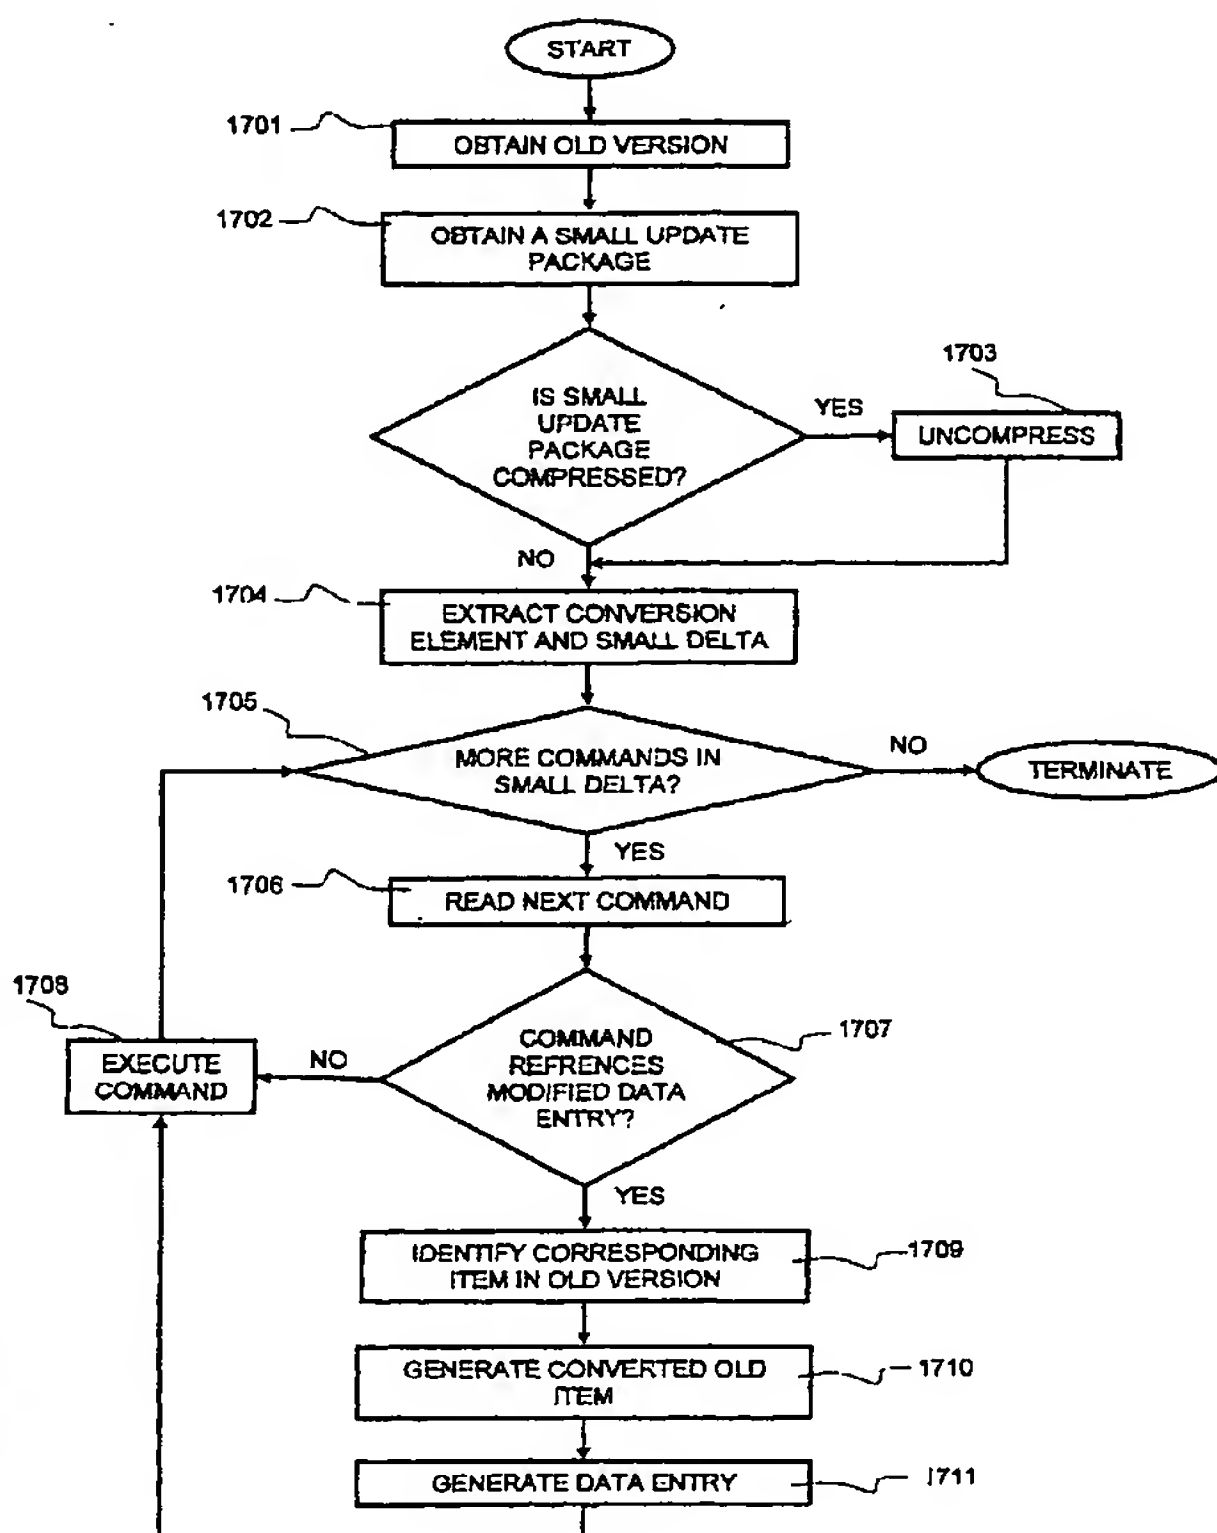 START
1701
OBTAIN OLD VERSION
1702
OBTAIN A SMALL UPDATE
PACKAGE
1703
IS SMALL
UPDATE
PACKAGE
COMPRESSED?
YES
UNCOMPRESS
NO
1704
EXTRACT CONVERSION
ELEMENT AND SMALL DELTA
1705
MORE COMMANDS IN
SMALL DELTA?
NO
TERMINATE
YES
1706
READ NEXT COMMAND
1708
EXECUTE
COMMAND
NO
COMMAND
REFRENCES
MODIFIED DATA
ENTRY?
1707
YES
IDENTIFY CORRESPONDING
ITEM IN OLD VERSION
1709
GENERATE CONVERTED OLD
ITEM
1710
GENERATE DATA ENTRY
1711